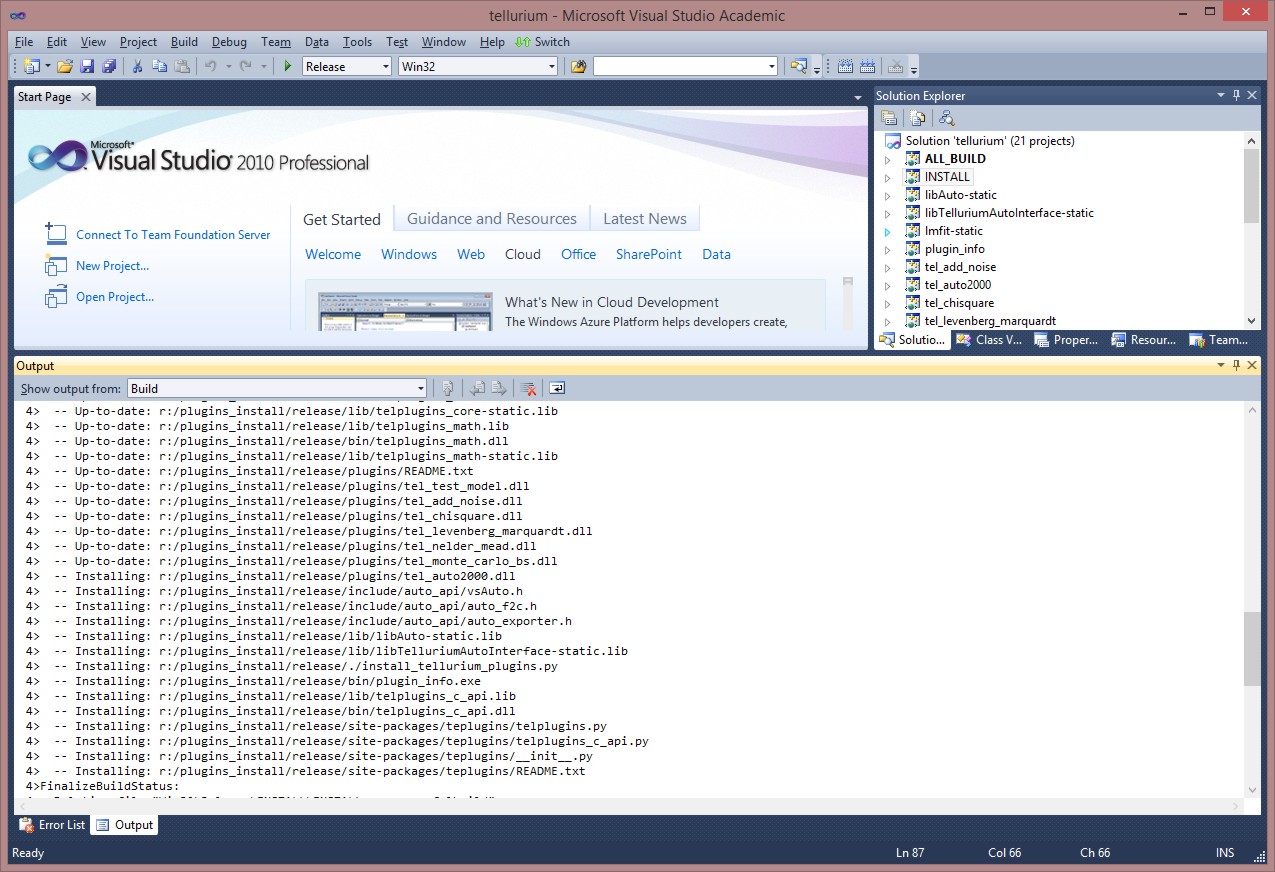 tellurium - Microsoft Visual Studio Academic
File Edit View Project Build Debug Team Data Tools Test Window Help Switch
Release Win32
Start Page
Microsoft®
Visual Studio® 2010 Professional
Connect To Team Foundation Server
New Project...
Open Project...
Get Started Guidance and Resources Latest News
Welcome Windows Web Cloud Office SharePoint Data
What's New in Cloud Development
The Windows Azure Platform helps developers create,
Solution Explorer
Solution 'tellurium' (21 projects)
ALL_BUILD
INSTALL
libAuto-static
libTelluriumAutoInterface-static
lmfit-static
plugin_info
tel_add_noise
tel_auto2000
tel_chisquare
tel_levenberg_marquardt
Solutio... Class V... Proper... Resour... Team...
Output
Show output from: Build
4> -- Up-to-date: r:/plugins_install/release/lib/telplugins_core-static.lib
4> -- Up-to-date: r:/plugins_install/release/lib/telplugins_math.lib
4> -- Up-to-date: r:/plugins_install/release/bin/telplugins_math.dll
4> -- Up-to-date: r:/plugins_install/release/lib/telplugins_math-static.lib
4> -- Up-to-date: r:/plugins_install/release/plugins/README.txt
4> -- Up-to-date: r:/plugins_install/release/plugins/tel_test_model.dll
4> -- Up-to-date: r:/plugins_install/release/plugins/tel_add_noise.dll
4> -- Up-to-date: r:/plugins_install/release/plugins/tel_chisquare.dll
4> -- Up-to-date: r:/plugins_install/release/plugins/tel_levenberg_marquardt.dll
4> -- Up-to-date: r:/plugins_install/release/plugins/tel_nelder_mead.dll
4> -- Up-to-date: r:/plugins_install/release/plugins/tel_monte_carlo_bs.dll
4> -- Installing: r:/plugins_install/release/plugins/tel_auto2000.dll
4> -- Installing: r:/plugins_install/release/include/auto_api/vsAuto.h
4> -- Installing: r:/plugins_install/release/include/auto_api/auto_f2c.h
4> -- Installing: r:/plugins_install/release/include/auto_api/auto_exporter.h
4> -- Installing: r:/plugins_install/release/lib/libAuto-static.lib
4> -- Installing: r:/plugins_install/release/lib/libTelluriumAutoInterface-static.lib
4> -- Installing: r:/plugins_install/release/./install_tellurium_plugins.py
4> -- Installing: r:/plugins_install/release/bin/plugin_info.exe
4> -- Installing: r:/plugins_install/release/lib/telplugins_c_api.lib
4> -- Installing: r:/plugins_install/release/bin/telplugins_c_api.dll
4> -- Installing: r:/plugins_install/release/site-packages/teplugins/telplugins.py
4> -- Installing: r:/plugins_install/release/site-packages/teplugins/telplugins_c_api.py
4> -- Installing: r:/plugins_install/release/site-packages/teplugins/__init__.py
4> -- Installing: r:/plugins_install/release/site-packages/teplugins/README.txt
4>FinalizeBuildStatus:
Error List Output
Ready Ln 87 Col 66 Ch 66 INS